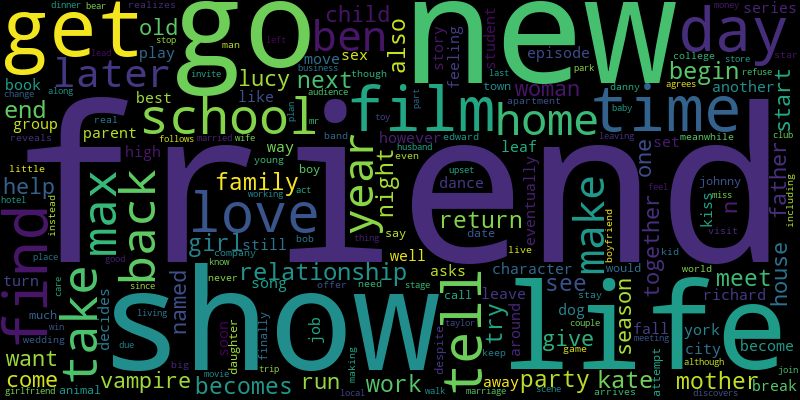 dinner bear realizes
get
stop
man
go
left
new
day
money
although
ben
child
series
old
move
sex
also
play
story
feeling
student
episode
lucy
invite
though
next
audience
college
last
park
star
later
book
change
along
end
best
like
begin
another
town
woman
store
refuse
school
film
home
time
start
danny
agrees
baby
club
group
real
parent
reveals
follows
married
wife
plan
mr
band
toy
part
apartment
meanwhile
edward
however
leaving
way
young
boy
even
leaf
set
one
father
high
little
help
max
back
friend
year
night
husband
upset
dance
johnny
feel
family
working
act
hotel
instead
love
girl
still
bob
thing
say
return
date
live
eventually
make
kiss
miss
n
visit
including
find
place
company
know
well
boyfriend
kid
together
house
take
turn
since
never
relationship
asks
character
see
would
world
meet
care
named
song
offer
need
stage
tell
call
leave
stay
richard
decides
show
life
much
win
wedding
living
due
soon
daughter
finally
job
despite
taylor
try
around
dog
couple
give
game
season
fall
york
city
meeting
become
attempt
want
come
vampire
big
trip
movie
becomes
making
run
work
keep
away
party
kate
mother
join
break
girlfriend
animal
local
walk
marriage
scene
arrives
discovers